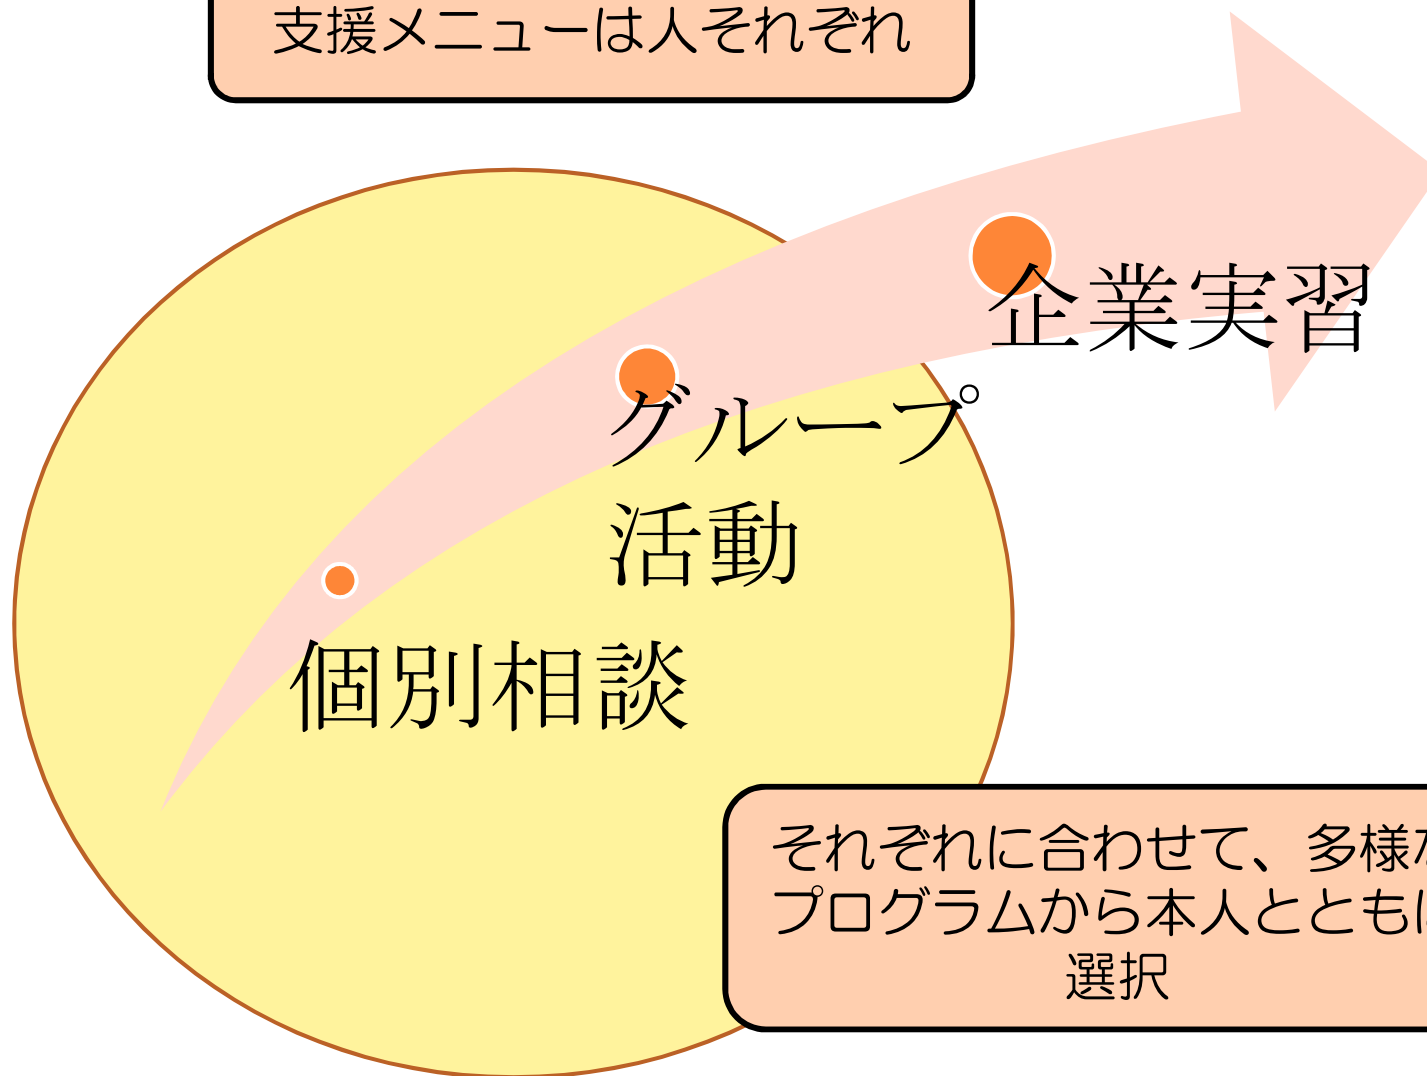 支援メニューは人それぞれ
企業実習
グループ
活動
個別相談
それぞれに合わせて、多様な
プログラムから本人とともに
選択